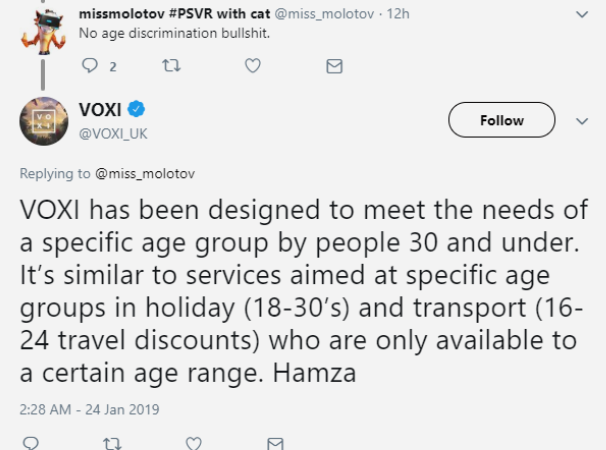 missmolotov #PSVR with cat @miss_molotov · 12h
No age discrimination bullshit.
2
VOXI
@VOXI_UK
Follow
Replying to @miss_molotov
VOXI has been designed to meet the needs of
a specific age group by people 30 and under.
It’s similar to services aimed at specific age
groups in holiday (18-30’s) and transport (16-
24 travel discounts) who are only available to
a certain age range. Hamza
2:28 AM - 24 Jan 2019